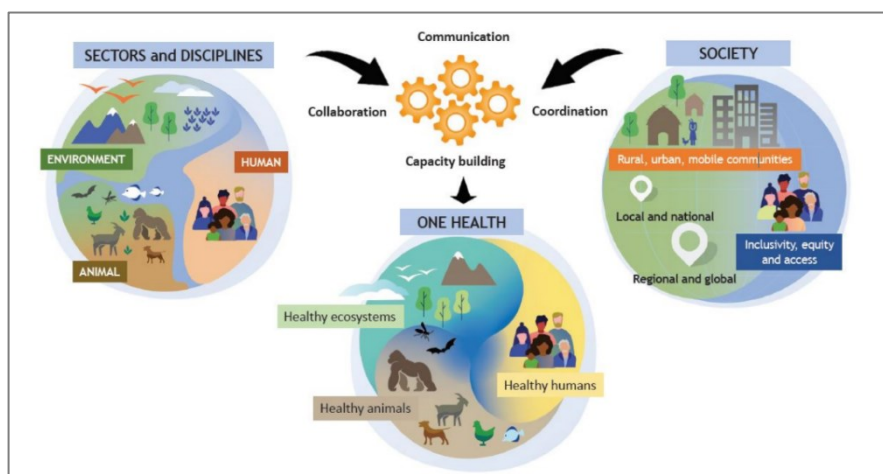 SECTORS and DISCIPLINES
ENVIRONMENT
HUMAN
ANIMAL
Communication
Collaboration
Coordination
Capacity building
SOCIETY
Rural, urban, mobile communities
Local and national
Regional and global
Inclusivity, equity
and access
ONE HEALTH
Healthy ecosystems
Healthy animals
Healthy humans